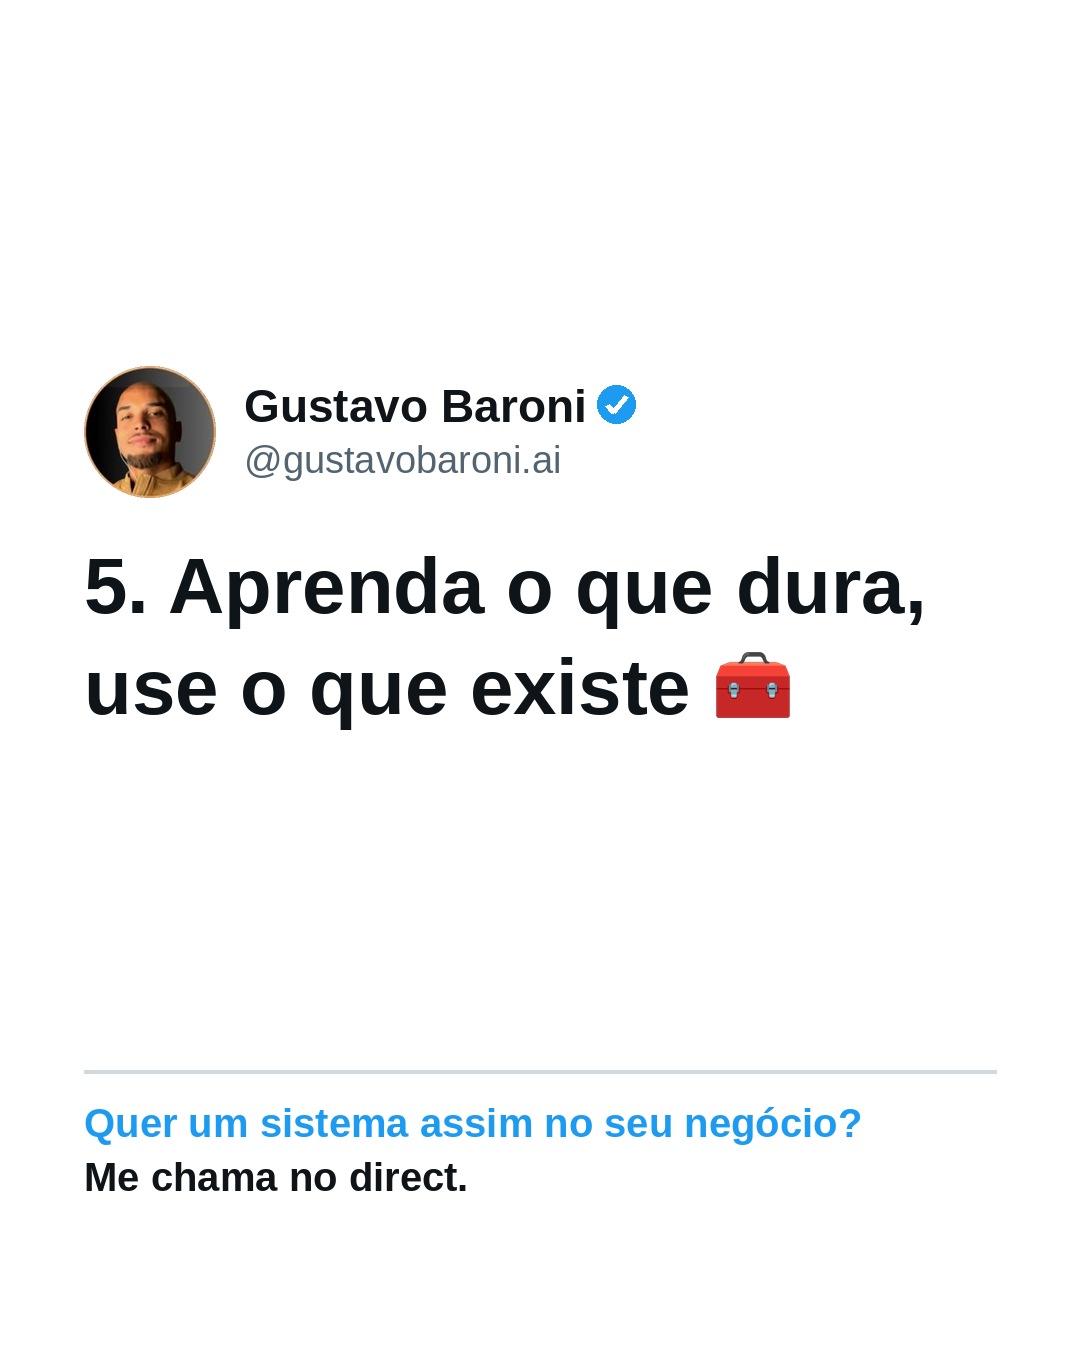 Gustavo Baroni
@gustavobaroni.ai
5. Aprenda o que dura,
use o que existe 🧰
Quer um sistema assim no seu negócio?
Me chama no direct.